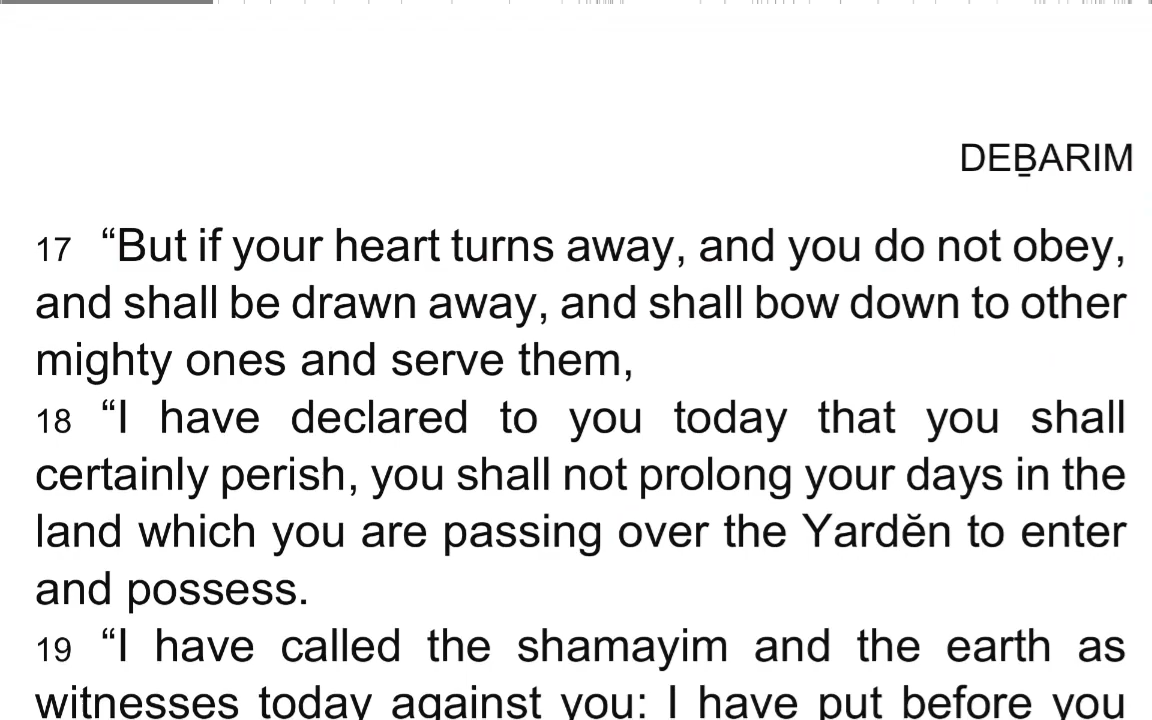 DEḆARIM
17 “But if your heart turns away, and you do not obey,
and shall be drawn away, and shall bow down to other
mighty ones and serve them,
18 “I have declared to you today that you shall
certainly perish, you shall not prolong your days in the
land which you are passing over the Yardĕn to enter
and possess.
19 “I have called the shamayim and the earth as
witnesses today against you: I have put before you